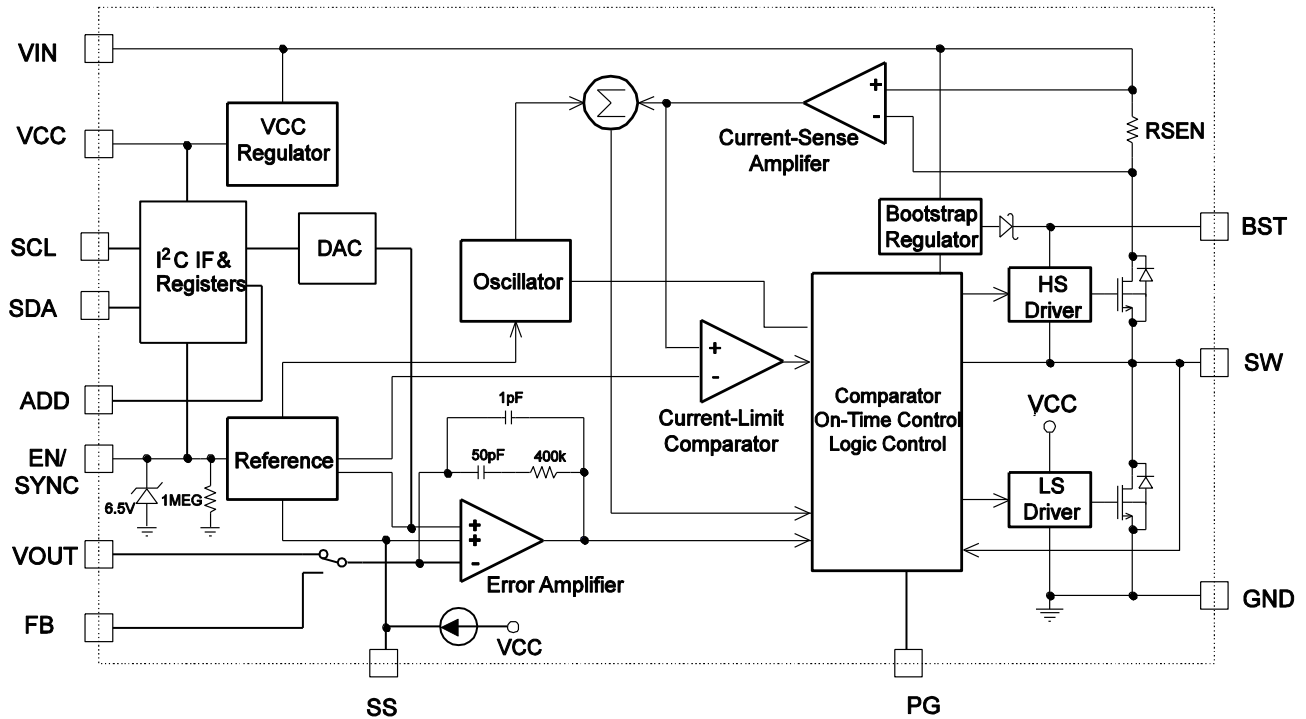 VIN
VCC
VCC
Regulator
Σ
+
-
Current-Sense
Amplifer
RSEN
SCL
SDA
I2C IF &
Registers
DAC
Oscillator
Bootstrap
Regulator
BST
HS
Driver
ADD
+
-
Current-Limit
Comparator
SW
Comparator
On-Time Control
Logic Control
VCC
EN/
SYNC
6.5V
1MEG
Reference
1pF
50pF
400k
LS
Driver
VOUT
+
+
-
Error Amplifier
FB
VCC
GND
SS
PG